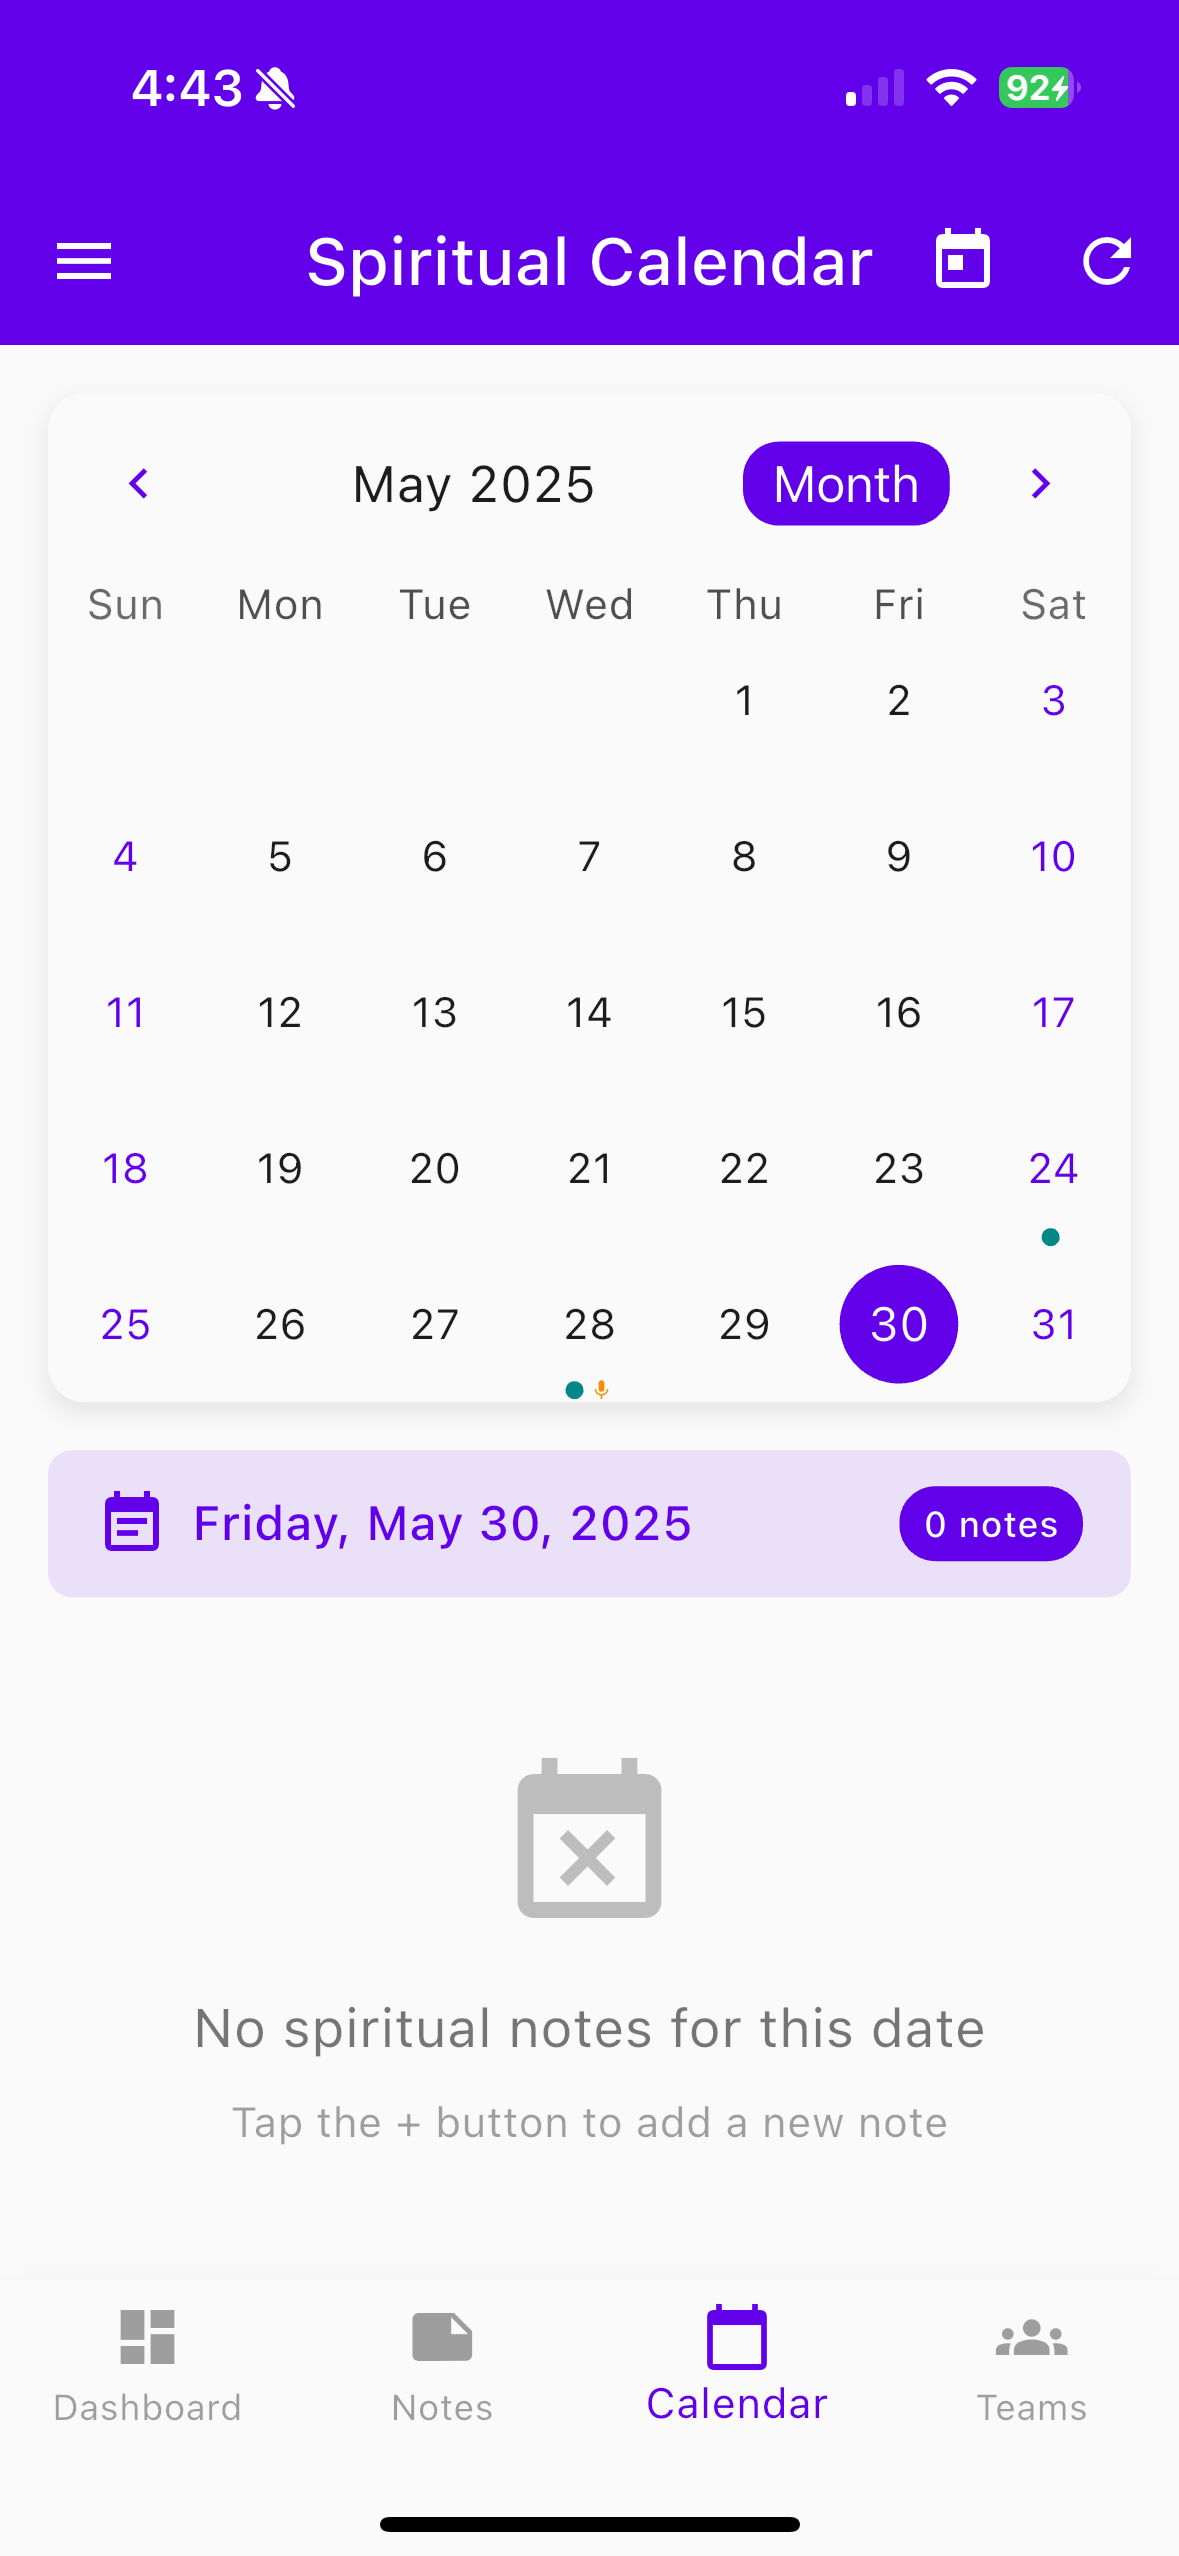 4:43
92
Spiritual Calendar
May 2025
Month
Sun Mon Tue Wed Thu Fri Sat
1 2 3
4 5 6 7 8 9 10
11 12 13 14 15 16 17
18 19 20 21 22 23 24
25 26 27 28 29 30 31
Friday, May 30, 2025
0 notes
No spiritual notes for this date
Tap the + button to add a new note
Dashboard Notes Calendar Teams